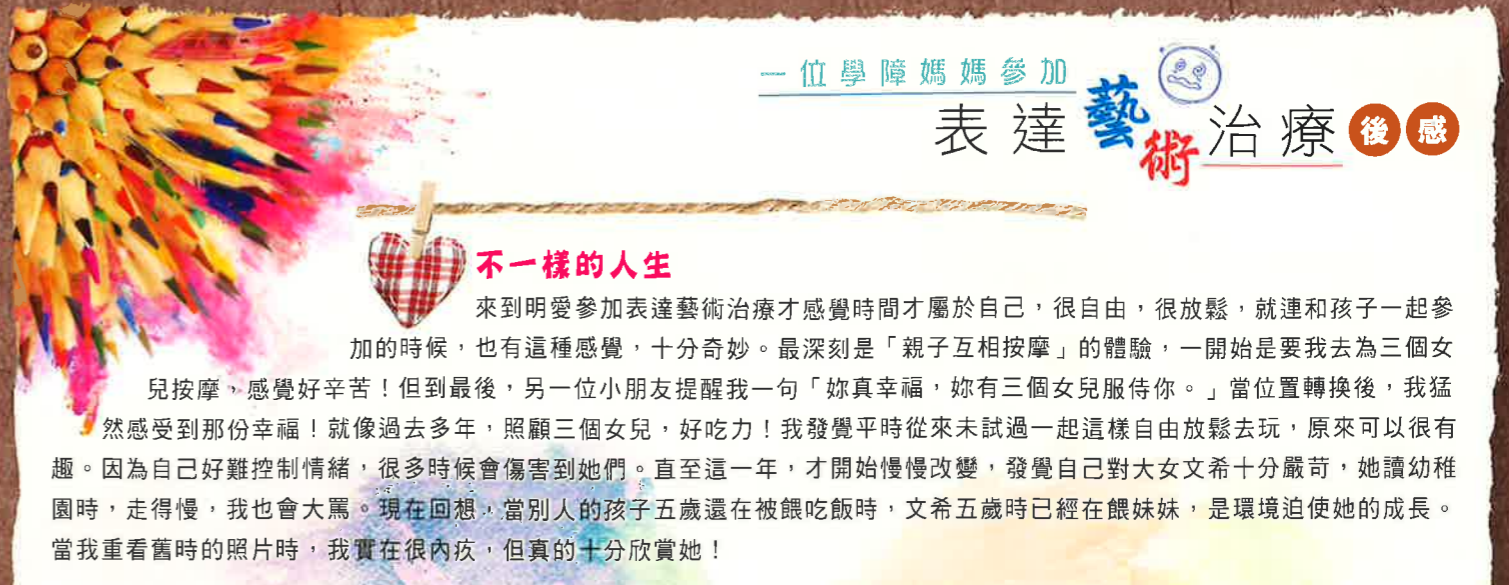 一位學障媽媽參加
表達藝術治療後感
不一樣的人生
來到明愛參加表達藝術治療才感覺時間才屬於自己，很自由，很放鬆，就連和孩子一起參
加的時候，也有這種感覺，十分奇妙。最深刻是「親子互相按摩」的體驗，一開始是要我去為三個女
兒按摩，感覺好辛苦！但到最後，另一位小朋友提醒我一句「妳真幸福，妳有三個女兒服侍你。」當位置轉換後，我猛
然感受到那份幸福！就像過去多年，照顧三個女兒，好吃力！我發覺平時從來未試過一起這樣自由放鬆去玩，原來可以很有
趣。因為自己好難控制情緒，很多時候會傷害到她們。直至這一年，才開始慢慢改變，發覺自己對大女文希十分嚴苛，她讀幼稚
園時，走得慢，我也會大罵。現在回想，當別人的孩子五歲還在被餵吃飯時，文希五歲時已經在餵妹妹，是環境迫使她的成長。
當我重看舊時的照片時，我實在很內疚，但真的十分欣賞她！